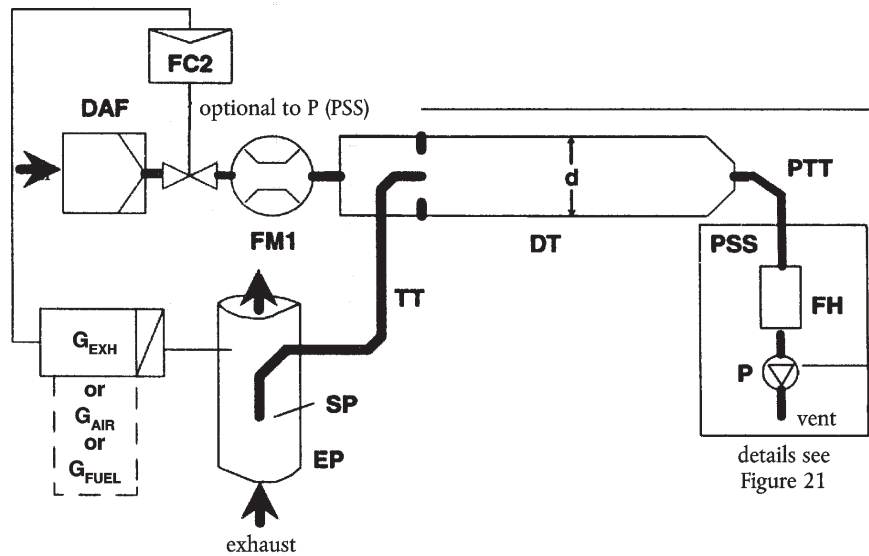 FC2
DAF
optional to P (PSS)
d
PTT
FM1
DT
PSS
TT
FH
G_EXH
P
or
G_AIR
or
G_FUEL
SP
vent
EP
details see
Figure 21
exhaust